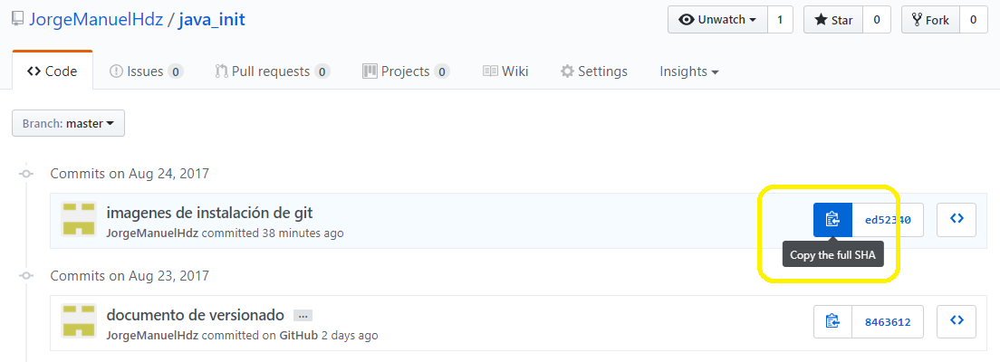 JorgeManuelHdz / java_init
Unwatch 1 Star 0 Fork 0
Code Issues 0 Pull requests 0 Projects 0 Wiki Settings Insights
Branch: master
Commits on Aug 24, 2017
imagenes de instalación de git
JorgeManuelHdz committed 38 minutes ago
ed52340
Copy the full SHA
Commits on Aug 23, 2017
documento de versionado ...
JorgeManuelHdz committed on GitHub 2 days ago
8463612